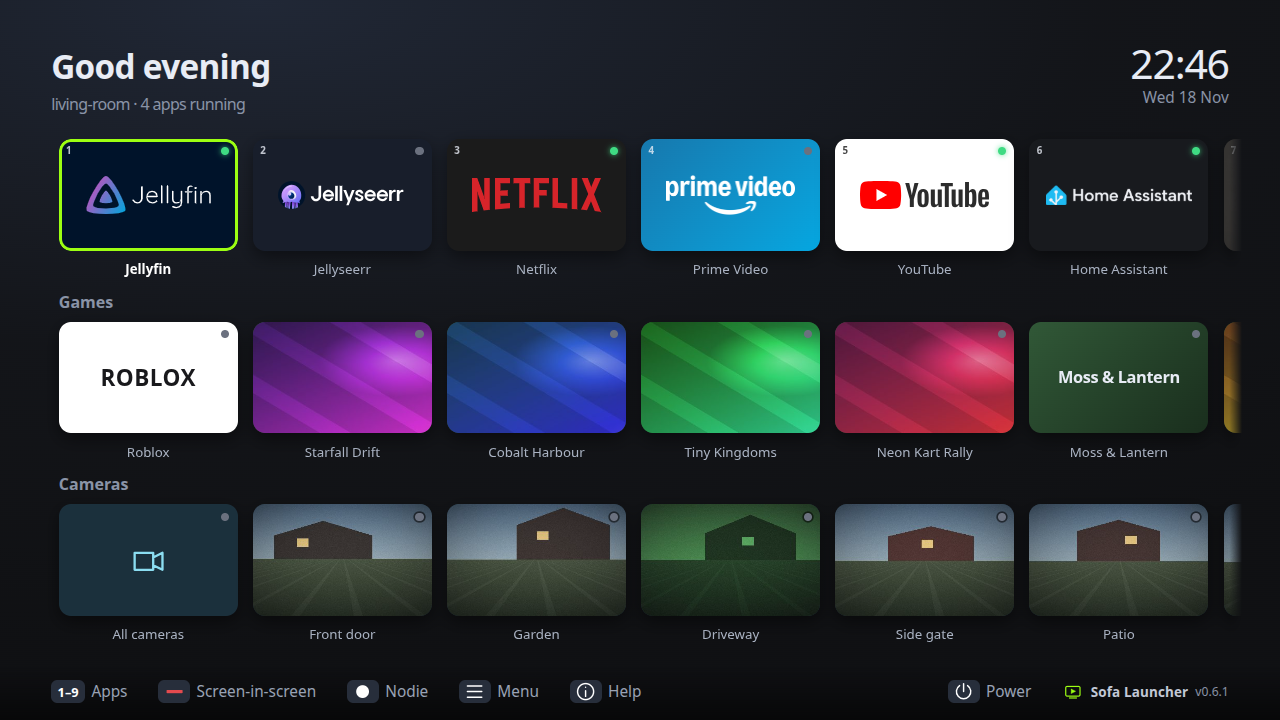 Good evening
22:46
living-room · 4 apps running
Wed 18 Nov
1
2
3
4
5
6
7
Jellyfin
Jellyseerr
NETFLIX
prime video
YouTube
Home Assistant
Jellyfin
Jellyseerr
Netflix
Prime Video
YouTube
Home Assistant
Games
ROBLOX
Moss & Lantern
Roblox
Starfall Drift
Cobalt Harbour
Tiny Kingdoms
Neon Kart Rally
Moss & Lantern
Cameras
All cameras
Front door
Garden
Driveway
Side gate
Patio
1–9 Apps
Screen-in-screen
Nodie
Menu
Help
Power
Sofa Launcher v0.6.1